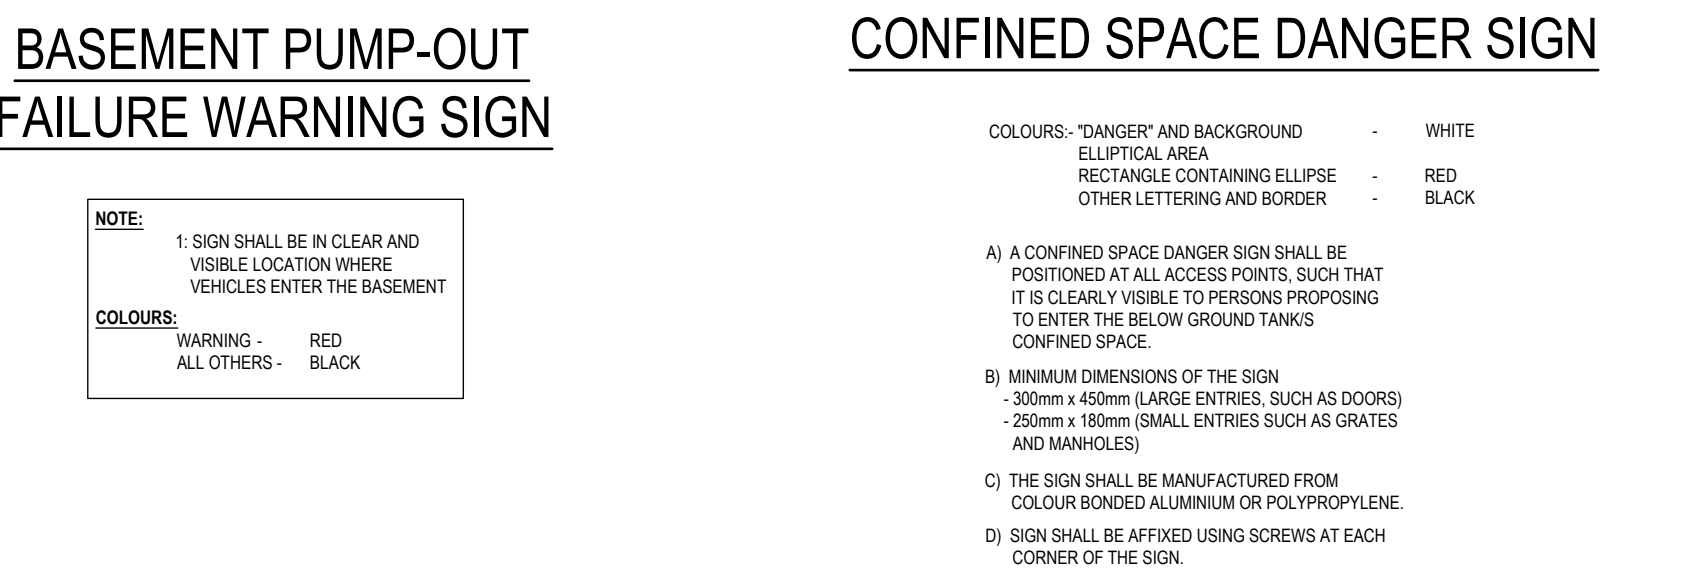 BASEMENT PUMP-OUT
FAILURE WARNING SIGN
NOTE:
1: SIGN SHALL BE IN CLEAR AND
VISIBLE LOCATION WHERE
VEHICLES ENTER THE BASEMENT
COLOURS:
WARNING - RED
ALL OTHERS - BLACK
CONFINED SPACE DANGER SIGN
COLOURS:- "DANGER" AND BACKGROUND - WHITE
ELLIPTICAL AREA
RECTANGLE CONTAINING ELLIPSE - RED
OTHER LETTERING AND BORDER - BLACK
A) A CONFINED SPACE DANGER SIGN SHALL BE
POSITIONED AT ALL ACCESS POINTS, SUCH THAT
IT IS CLEARLY VISIBLE TO PERSONS PROPOSING
TO ENTER THE BELOW GROUND TANK/S
CONFINED SPACE.
B) MINIMUM DIMENSIONS OF THE SIGN
- 300mm x 450mm (LARGE ENTRIES, SUCH AS DOORS)
- 250mm x 180mm (SMALL ENTRIES SUCH AS GRATES
AND MANHOLES)
C) THE SIGN SHALL BE MANUFACTURED FROM
COLOUR BONDED ALUMINIUM OR POLYPROPYLENE.
D) SIGN SHALL BE AFFIXED USING SCREWS AT EACH
CORNER OF THE SIGN.